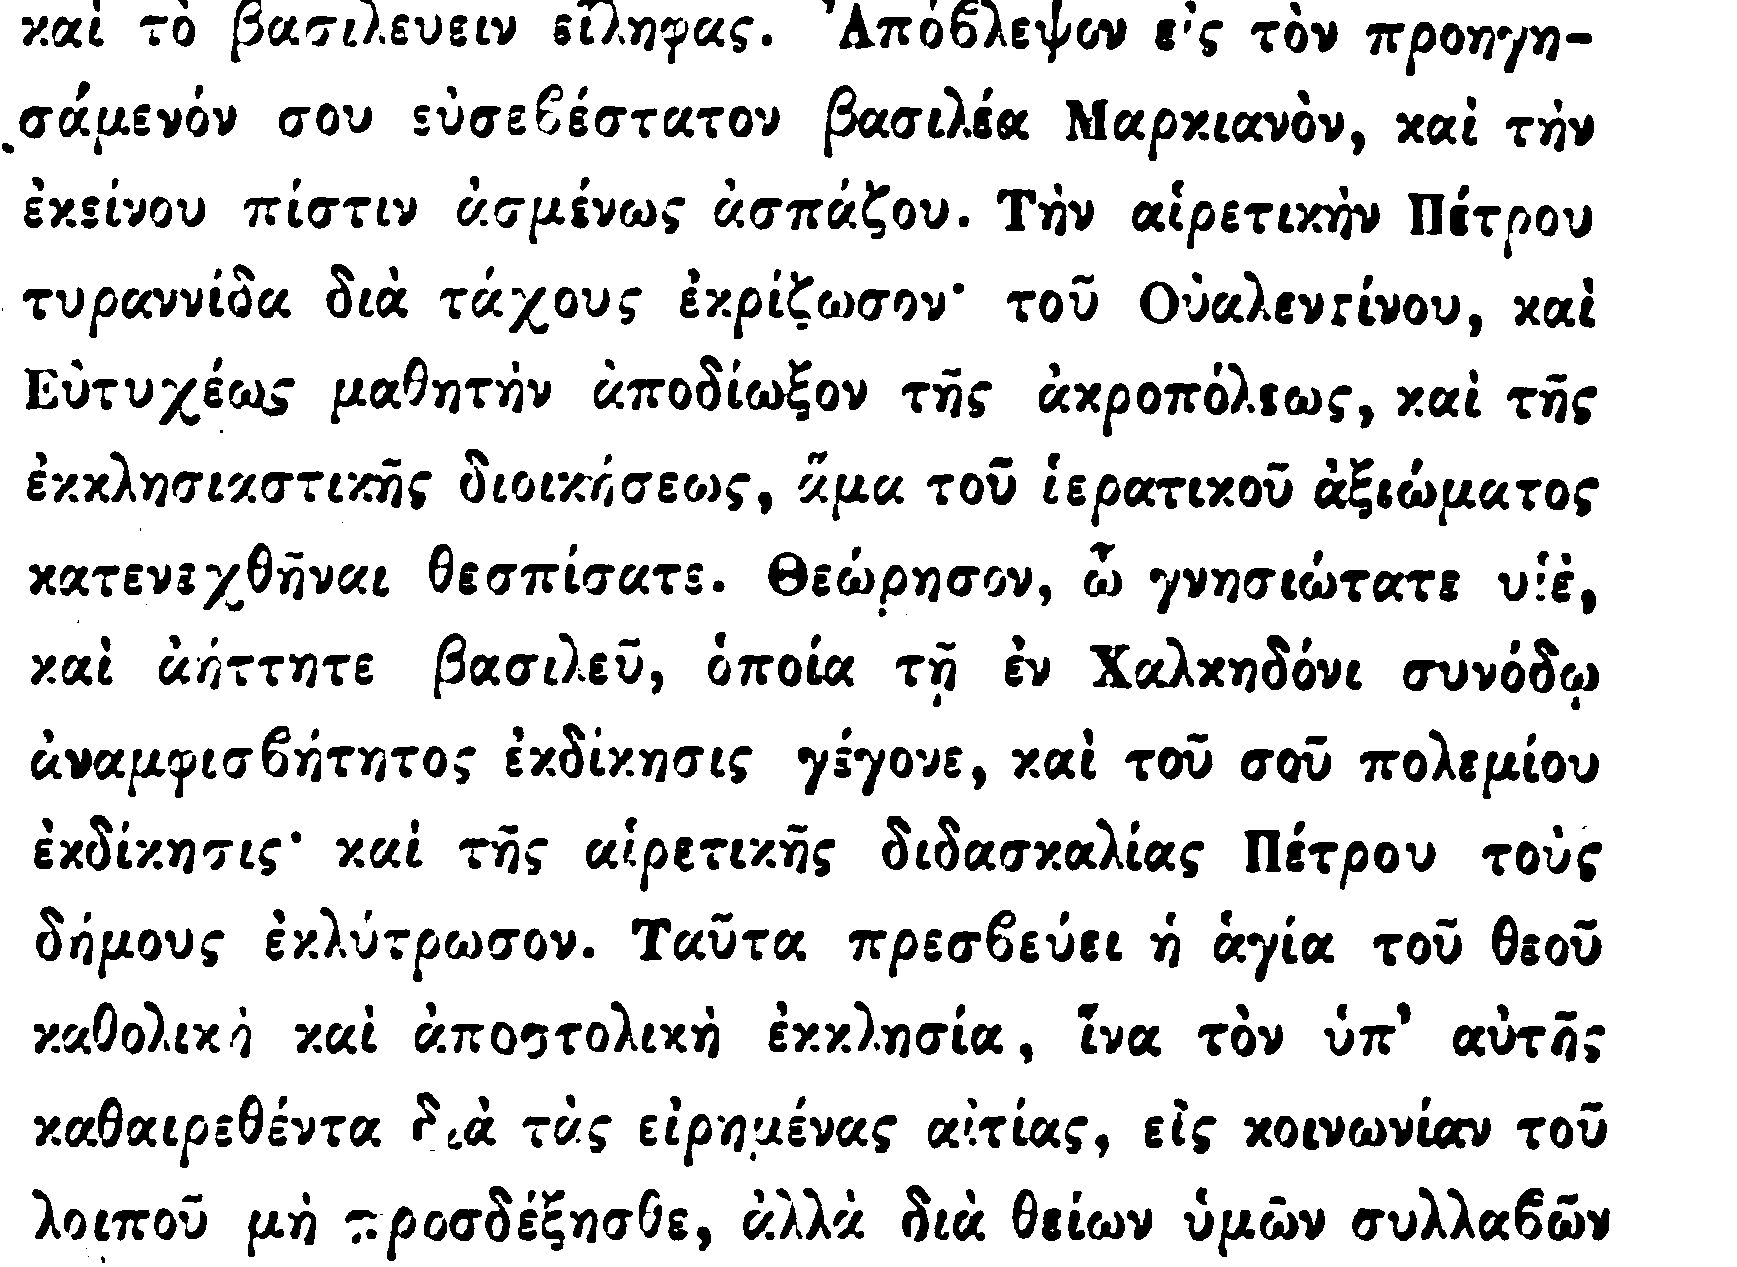 καὶ τὸ βασιλευειν εἴληφας. Ἀπόβλεψον εἰς τὸν προηγη-
σάμενόν σου εὐσεβέστατον βασιλέα Μαρκιανὸν, καὶ τὴν
ἐκείνου πίστιν ἀσμένως ἀσπάζου. Τὴν αἱρετικὴν Πέτρου
τυραννίδα διὰ τάχους ἐκρίζωσον· τοῦ Οὐαλεντίνου, καὶ
Εὐτυχέως μαθητὴν ἀποδίωξον τῆς ἀκροπόλεως, καὶ τῆς
ἐκκλησιαστικῆς διοικήσεως, ἅμα τοῦ ἱερατικοῦ ἀξιώματος
κατενεχθῆναι θεσπίσατε. Θεώρησον, ὦ γνησιώτατε υἱὲ,
καὶ ἀήττητε βασιλεῦ, ὁποία τῇ ἐν Χαλκηδόνι συνόδῳ
ἀναμφισβήτητος ἐκδίκησις γέγονε, καὶ τοῦ σοῦ πολεμίου
ἐκδίκησις· καὶ τῆς αἱρετικῆς διδασκαλίας Πέτρου τοὺς
δήμους ἐκλύτρωσον. Ταῦτα πρεσβεύει ἡ ἁγία τοῦ θεοῦ
καθολικὴ καὶ ἀποστολικὴ ἐκκλησία, ἵνα τὸν ὑπ' αὐτῆς
καθαιρεθέντα διὰ τὰς εἰρημένας αἰτίας, εἰς κοινωνίαν τοῦ
λοιποῦ μὴ προσδέξησθε, ἀλλὰ διὰ θείων ὑμῶν συλλαβῶν